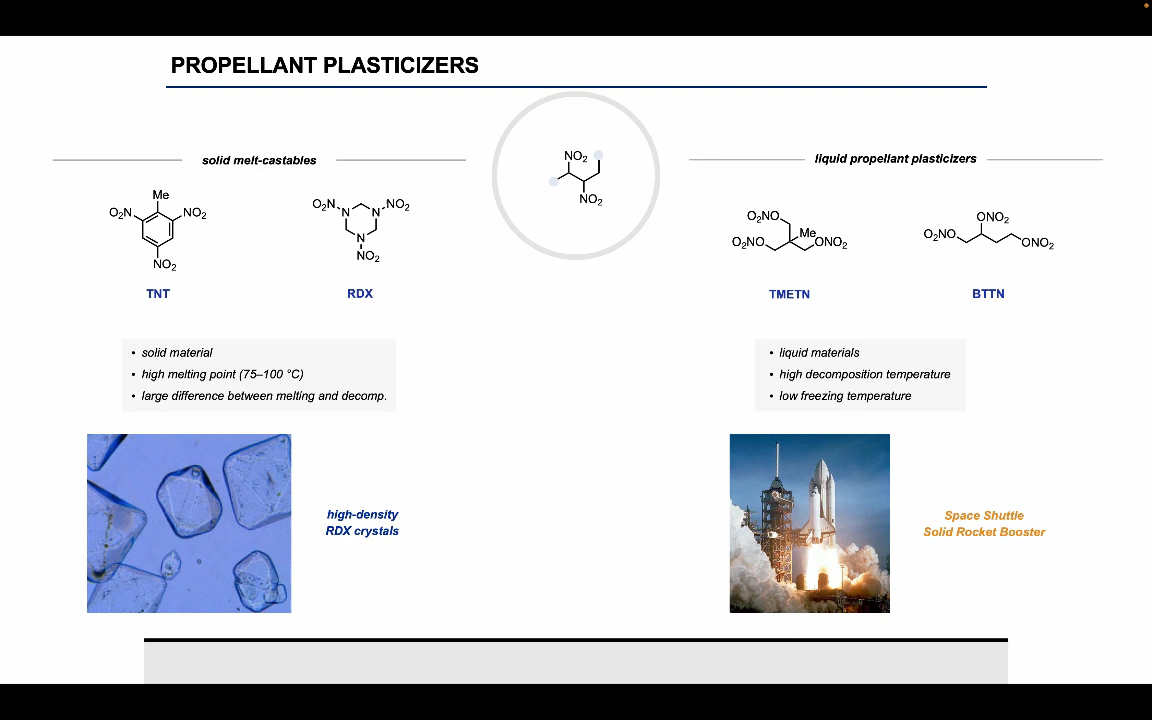 PROPELLANT PLASTICIZERS
solid melt-castables
Me
O₂N
NO₂
NO₂
TNT
O₂N
N
N
NO₂
N
NO₂
RDX
• solid material
• high melting point (75–100 °C)
• large difference between melting and decomp.
high-density
RDX crystals
NO₂
NO₂
liquid propellant plasticizers
O₂NO
Me
O₂NO
ONO₂
TMETN
ONO₂
O₂NO
ONO₂
BTTN
• liquid materials
• high decomposition temperature
• low freezing temperature
Space Shuttle
Solid Rocket Booster